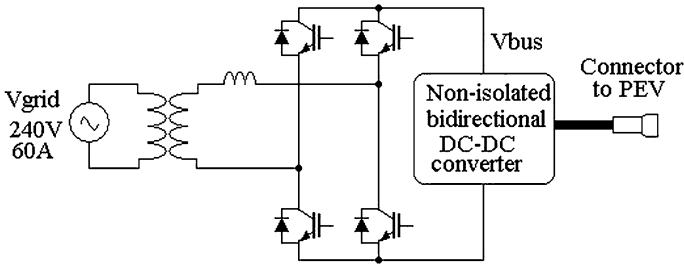 Vgrid
240V
60A
Vbus
Non-isolated
bidirectional
DC-DC
converter
Connector
to PEV